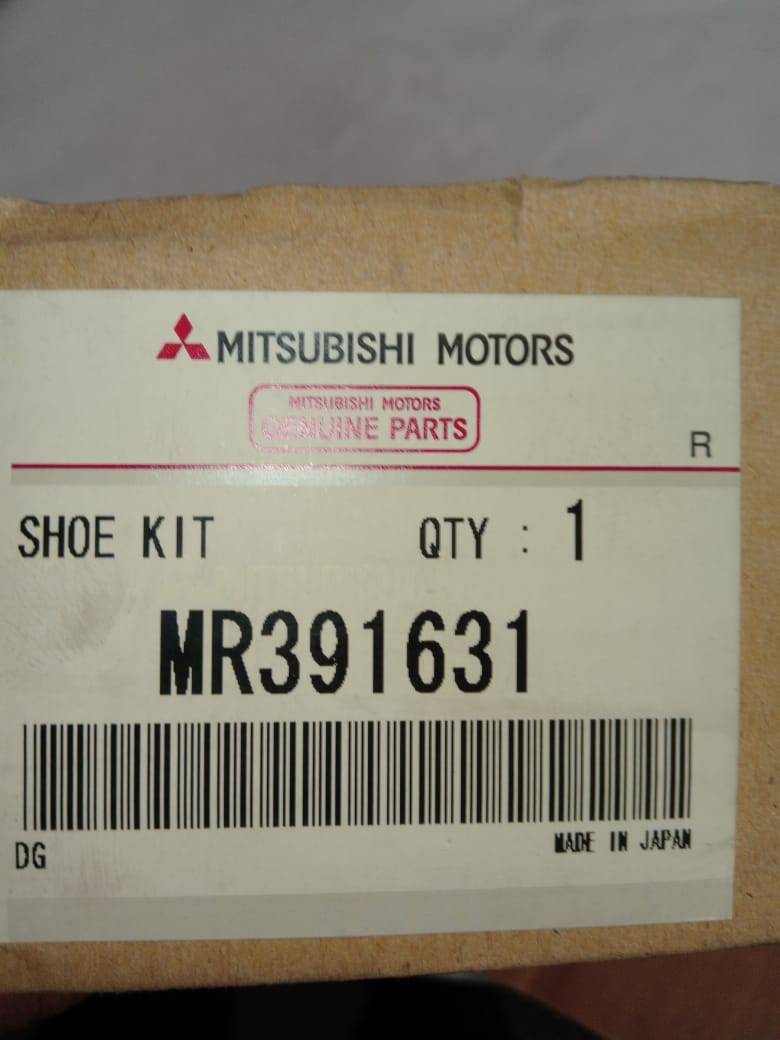 MITSUBISHI MOTORS
MITSUBISHI MOTORS
GENUINE PARTS
R
SHOE KIT QTY : 1
MR391631
DG MADE IN JAPAN